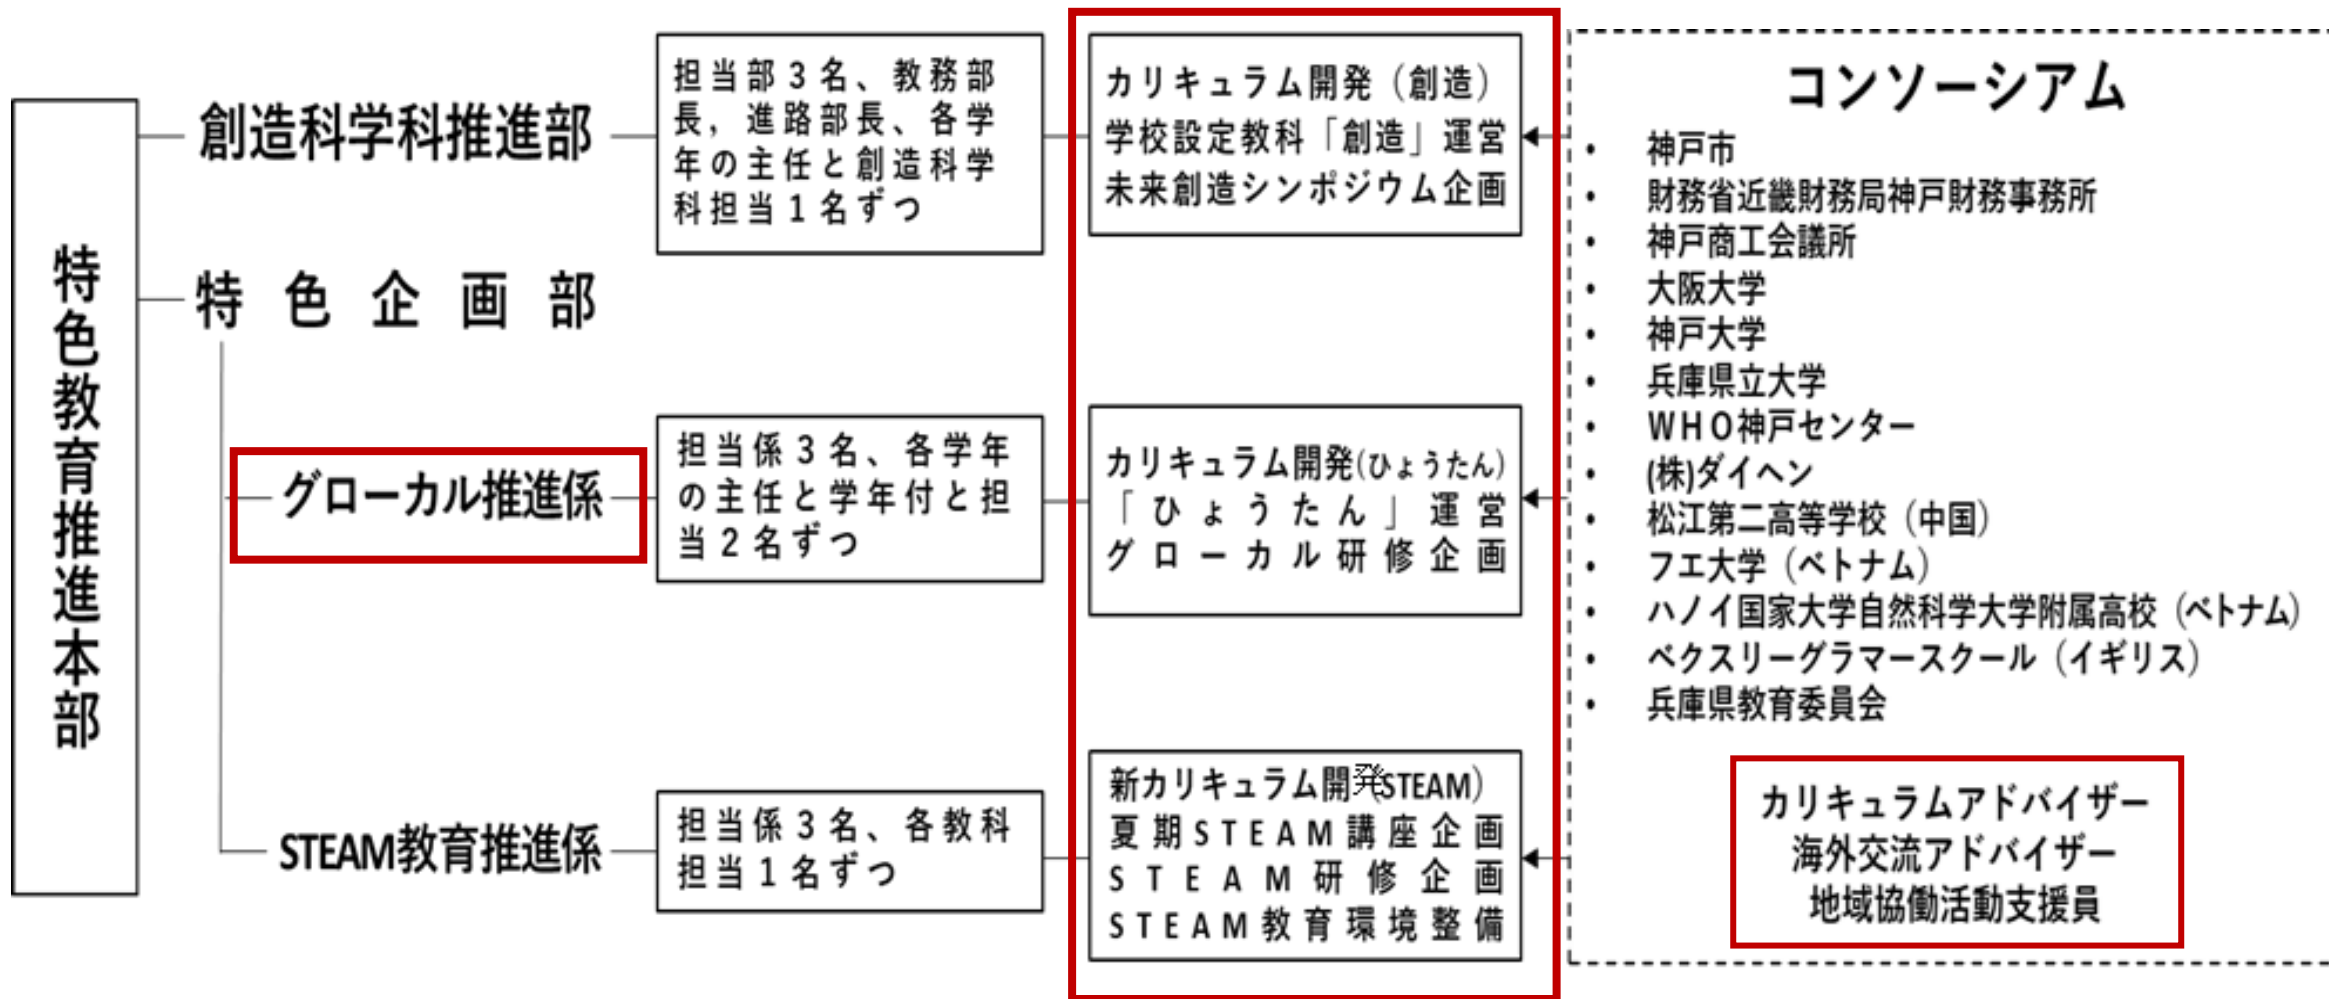 特色教育推進本部
創造科学科推進部
担当部３名、教務部
長，進路部長、各学
年の主任と創造科学
科担当１名ずつ
カリキュラム開発（創造）
学校設定教科「創造」運営
未来創造シンポジウム企画
特色企画部
グローカル推進係
担当係３名、各学年
の主任と学年付と担
当２名ずつ
カリキュラム開発(ひょうたん)
「ひょうたん」運営
グローカル研修企画
STEAM教育推進係
担当係３名、各教科
担当１名ずつ
新カリキュラム開発(STEAM)
夏期STEAM講座企画
STEAM研修企画
STEAM教育環境整備
コンソーシアム
・ 神戸市
・ 財務省近畿財務局神戸財務事務所
・ 神戸商工会議所
・ 大阪大学
・ 神戸大学
・ 兵庫県立大学
・ ＷＨＯ神戸センター
・ (株)ダイヘン
・ 松江第二高等学校（中国）
・ フエ大学（ベトナム）
・ ハノイ国家大学自然科学大学附属高校（ベトナム）
・ ベクスリーグラマースクール（イギリス）
・ 兵庫県教育委員会
カリキュラムアドバイザー
海外交流アドバイザー
地域協働活動支援員